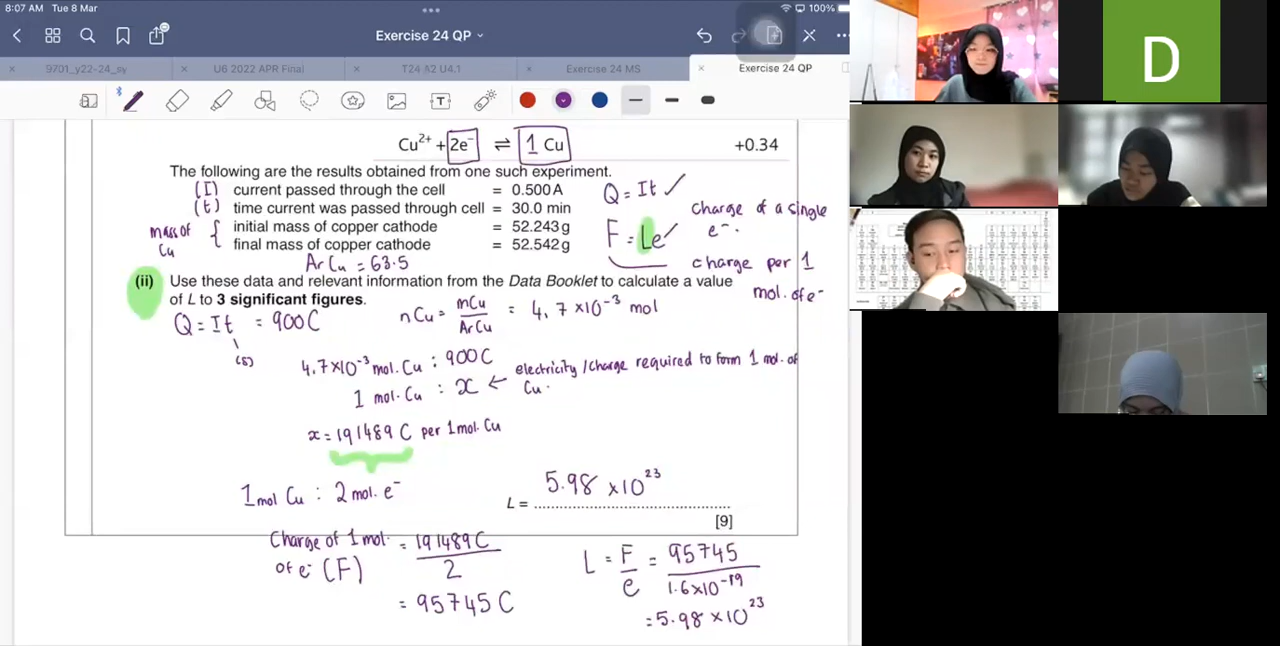 8:07 AM Tue 8 Mar
100%
Exercise 24 QP
9701_y22-24_sy
U6 2022 APR Final
T24 A2 U4.1
Exercise 24 MS
Exercise 24 QP
T
Cu²⁺ + 2e⁻ ⇌ 1 Cu +0.34
The following are the results obtained from one such experiment.
(I) current passed through the cell = 0.500 A
(t) time current was passed through cell = 30.0 min
mass of Cu { initial mass of copper cathode = 52.243 g
final mass of copper cathode = 52.542 g
Q = It ✓
F = Le ✓
charge of a single e⁻.
charge per 1 mol. of e⁻
Ar Cu = 63.5
(ii) Use these data and relevant information from the Data Booklet to calculate a value
of L to 3 significant figures.
Q = It = 900C
(s)
nCu = mCu / ArCu = 4.7 × 10⁻³ mol
4.7×10⁻³ mol. Cu : 900C
1 mol. Cu : x ← electricity / charge required to form 1 mol. of Cu.
x = 191489 C per 1 mol. Cu
1 mol Cu : 2 mol. e⁻
L = 5.98 × 10²³
[9]
Charge of 1 mol. of e⁻ (F) = 191489 C / 2
= 95745 C
L = F / e = 95745 / 1.6×10⁻¹⁹
= 5.98 × 10²³
D